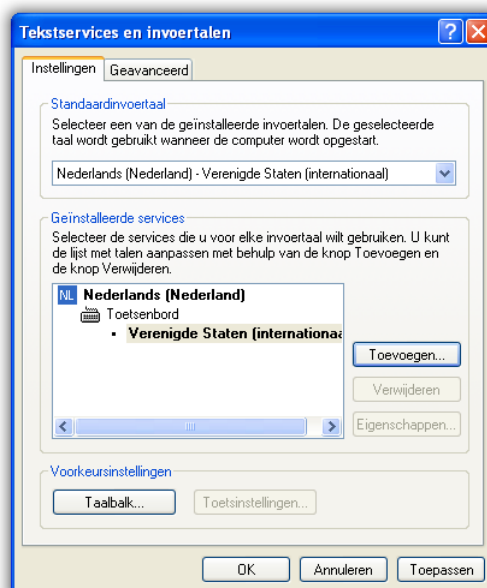 Tekstservices en invoertalen
Instellingen
Geavanceerd
Standaardinvoertaal
Selecteer een van de geïnstalleerde invoertalen. De geselecteerde
taal wordt gebruikt wanneer de computer wordt opgestart.
Nederlands (Nederland) - Verenigde Staten (internationaal)
Geïnstalleerde services
Selecteer de services die u voor elke invoertaal wilt gebruiken. U kunt
de lijst met talen aanpassen met behulp van de knop Toevoegen en
de knop Verwijderen.
NL Nederlands (Nederland)
Toetsenbord
• Verenigde Staten (internationaa
Toevoegen...
Verwijderen
Eigenschappen...
Voorkeursinstellingen
Taalbalk...
Toetsinstellingen...
OK
Annuleren
Toepassen